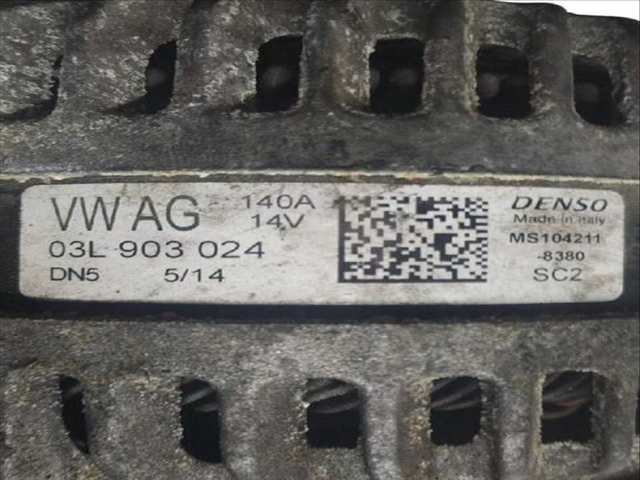 VW AG 140A
14V
03L 903 024
DN5 5/14
DENSO
Made in Italy
MS104211
-8380
SC2